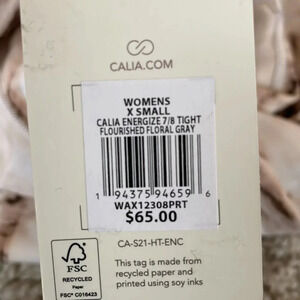 CALIA.COM
WOMENS
X SMALL
CALIA ENERGIZE 7/8 TIGHT
FLOURISHED FLORAL GRAY
1 94375 94659 6
WAX12308PRT
$65.00
CA-S21-HT-ENC
FSC
RECYCLED
Paper
FSC® C016423
This tag is made from
recycled paper and
printed using soy inks